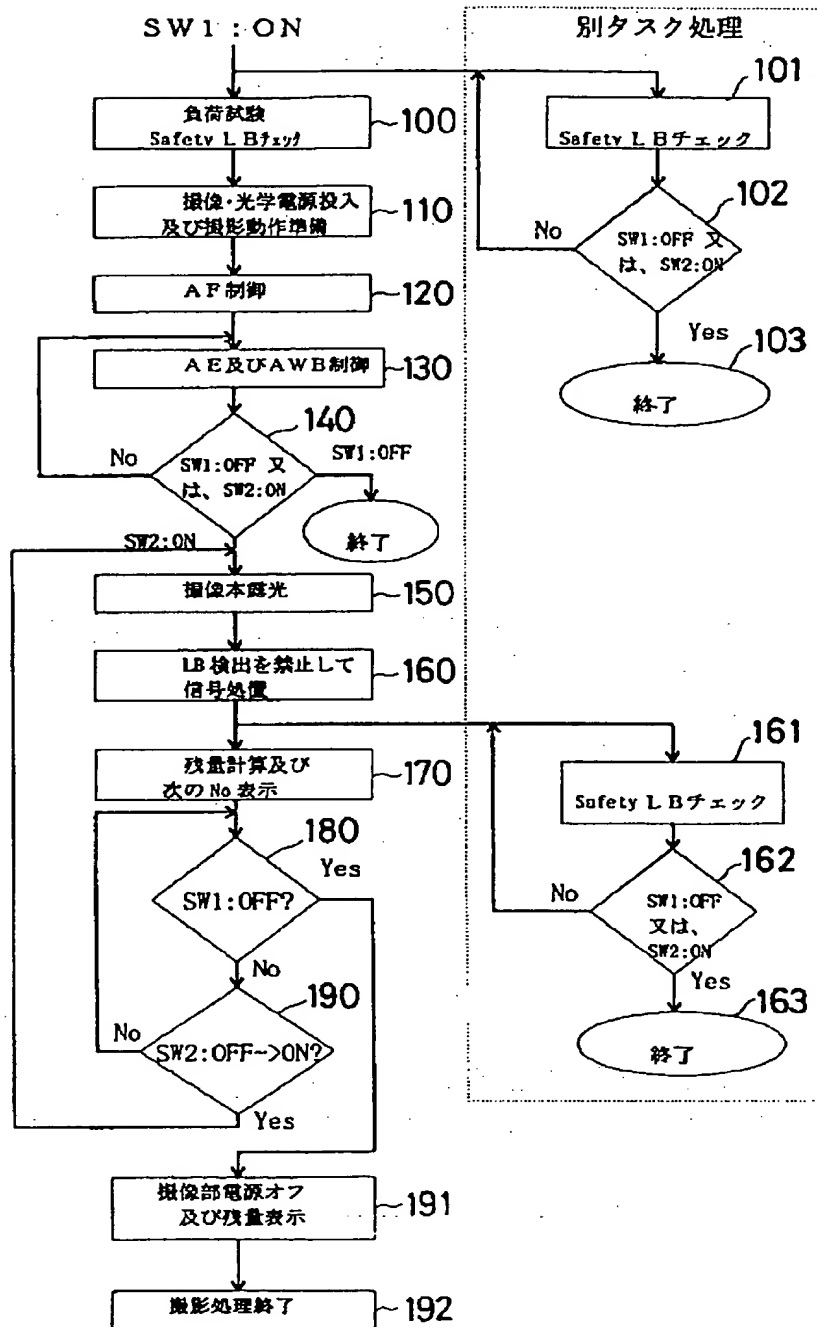 SW1:ON
別タスク処理
101
負荷試験
Safety LBチェック
100
Safety LBチェック
102
撮像・光学電源投入
及び撮影動作準備
110
No
SW1:OFF 又
は、SW2:ON
AF制御
120
Yes
103
AE及びAWB制御
130
終了
140
No
SW1:OFF 又
は、SW2:ON
SW1:OFF
終了
SW2:ON
撮像本露光
150
LB検出を禁止して
信号処置
160
161
残量計算及び
次のNo表示
170
Safety LBチェック
180
162
Yes
SW1:OFF?
No
SW1:OFF
又は、
SW2:ON
No
190
Yes
163
No
SW2:OFF->ON?
終了
Yes
撮像部電源オフ
及び残量表示
191
撮影処理終了
192